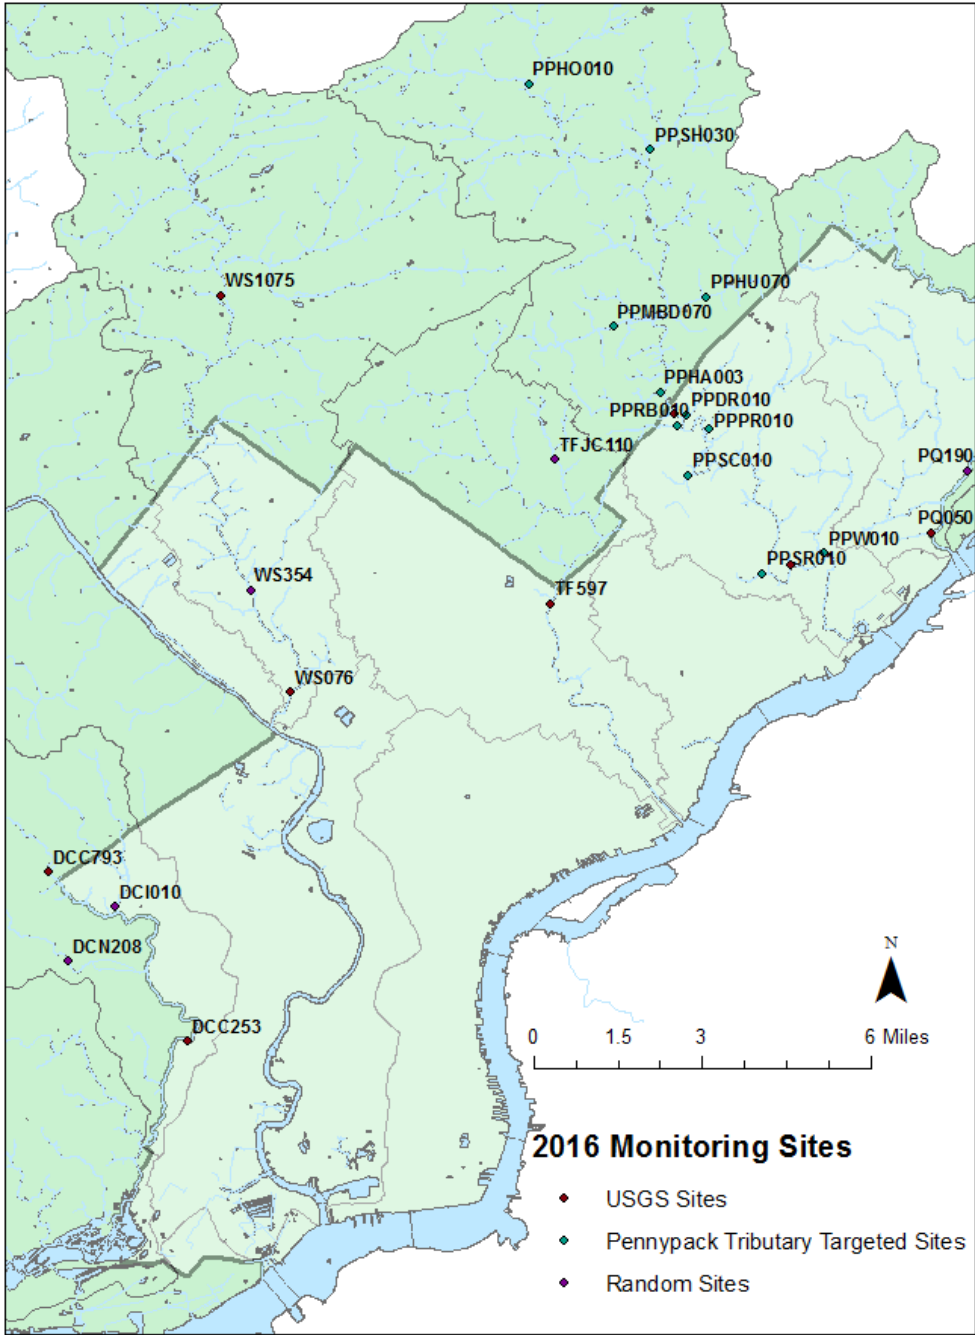 PPHO010
PPSH030
WS1075
PPHU070
PPMBD070
PPHA003
PPDR010
PPRB010
PPPR010
TFJC110
PPSC010
PQ190
PQ050
PPW010
PPSR010
WS354
TF597
WS076
DCC793
DCI010
DCN208
DCC253
N
0 1.5 3 6 Miles
2016 Monitoring Sites
USGS Sites
Pennypack Tributary Targeted Sites
Random Sites